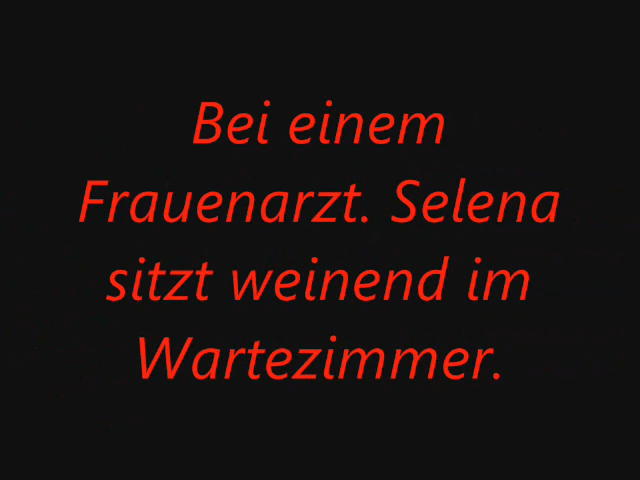 Bei einem
Frauenarzt. Selena
sitzt weinend im
Wartezimmer.